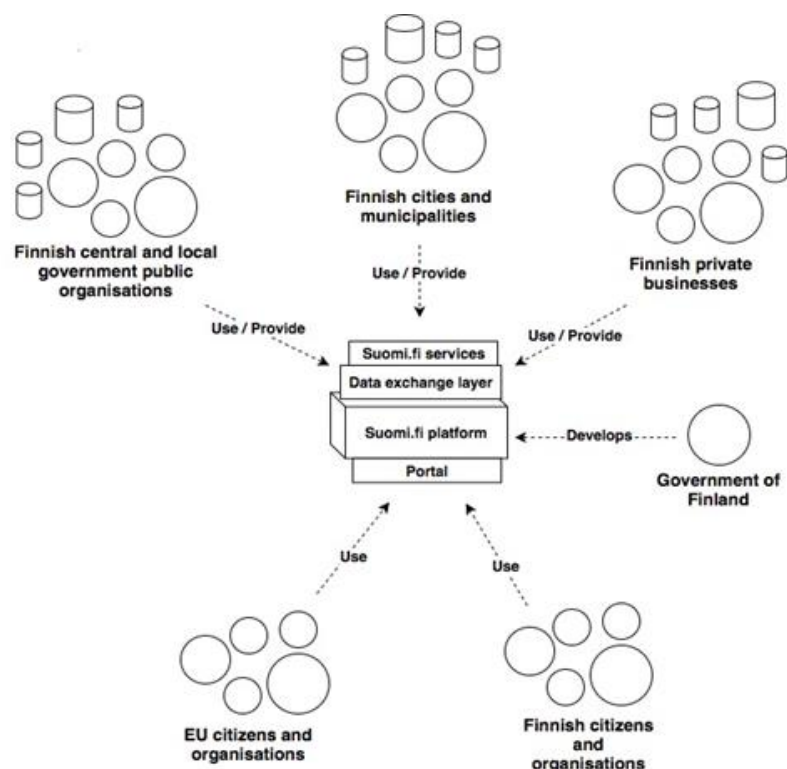 Finnish cities and
municipalities
Finnish central and local
government public
organisations
Finnish private
businesses
Use / Provide
Use / Provide
Use / Provide
Suomi.fi services
Data exchange layer
Suomi.fi platform
Portal
Develops
Government of
Finland
Use
Use
EU citizens and
organisations
Finnish citizens
and
organisations